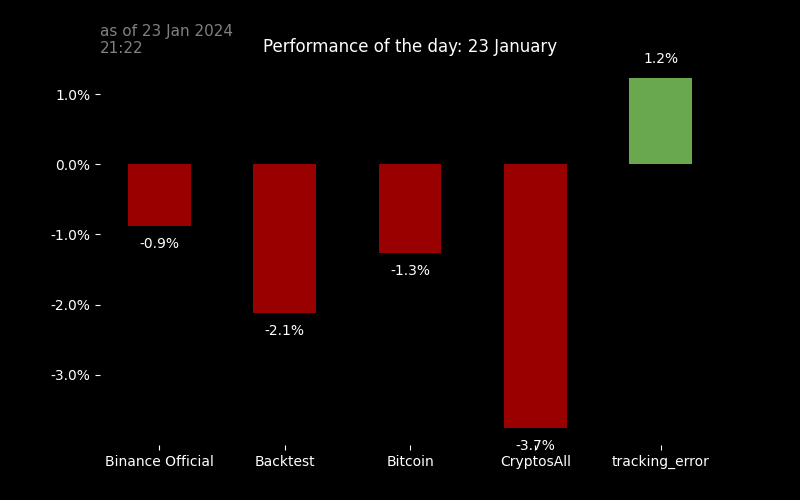 as of 23 Jan 2024
21:22
Performance of the day: 23 January
1.2%
1.0%
0.0%
-1.0%
-0.9%
-1.3%
-2.0%
-2.1%
-3.0%
-3.7%
Binance Official
Backtest
Bitcoin
CryptosAll
tracking_error